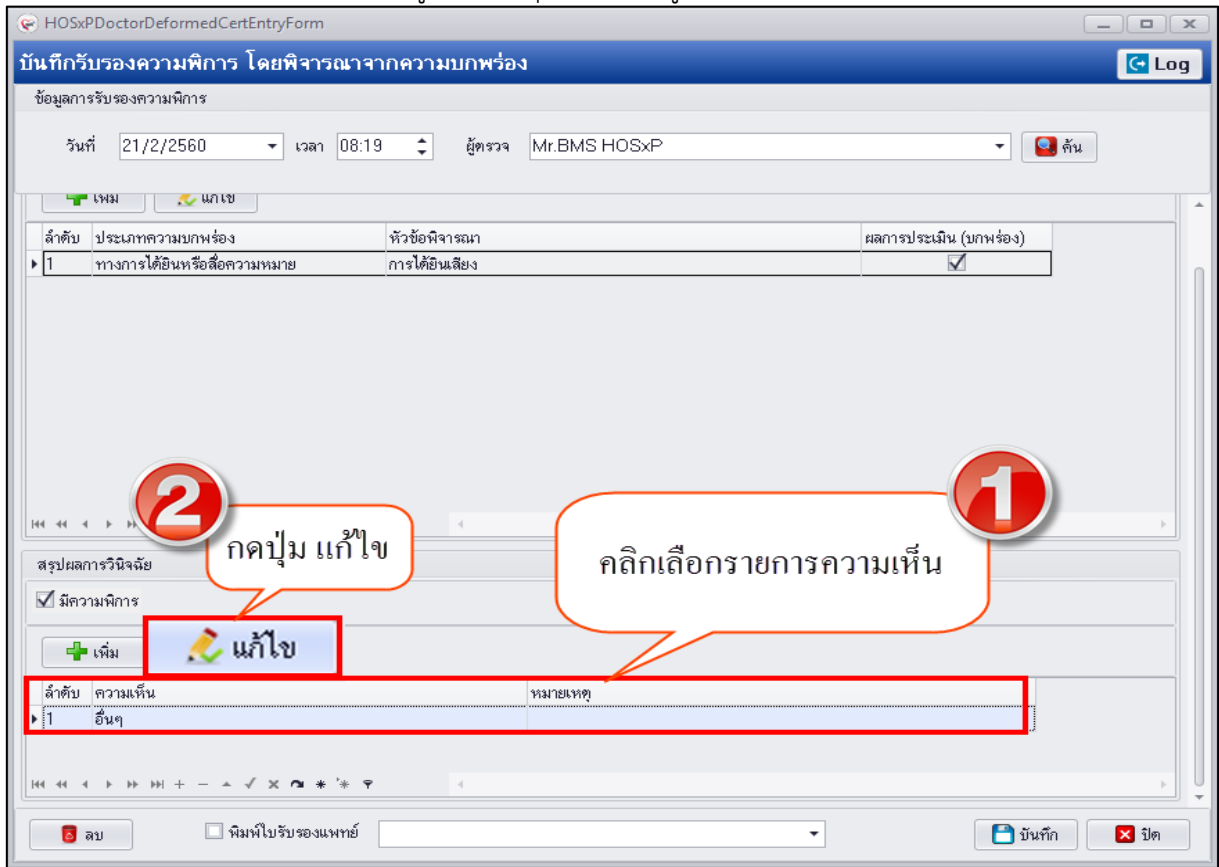 HOSxPDoctorDeformedCertEntryForm
บันทึกรับรองความพิการ โดยพิจารณาจากความบกพร่อง
Log
ข้อมูลการรับรองความพิการ
วันที่ 21/2/2560 เวลา 08:19 ผู้ตรวจ Mr.BMS HOSxP ค้น
เพิ่ม แก้ไข
ลำดับ ประเภทความบกพร่อง หัวข้อพิจารณา ผลการประเมิน (บกพร่อง)
1 ทางการได้ยินหรือสื่อความหมาย การได้ยินเสียง
2
กดปุ่ม แก้ไข
1
คลิกเลือกรายการความเห็น
สรุปผลการวินิจฉัย
มีความพิการ
เพิ่ม แก้ไข
ลำดับ ความเห็น หมายเหตุ
1 อื่นๆ
ลบ พิมพ์ใบรับรองแพทย์ บันทึก ปิด